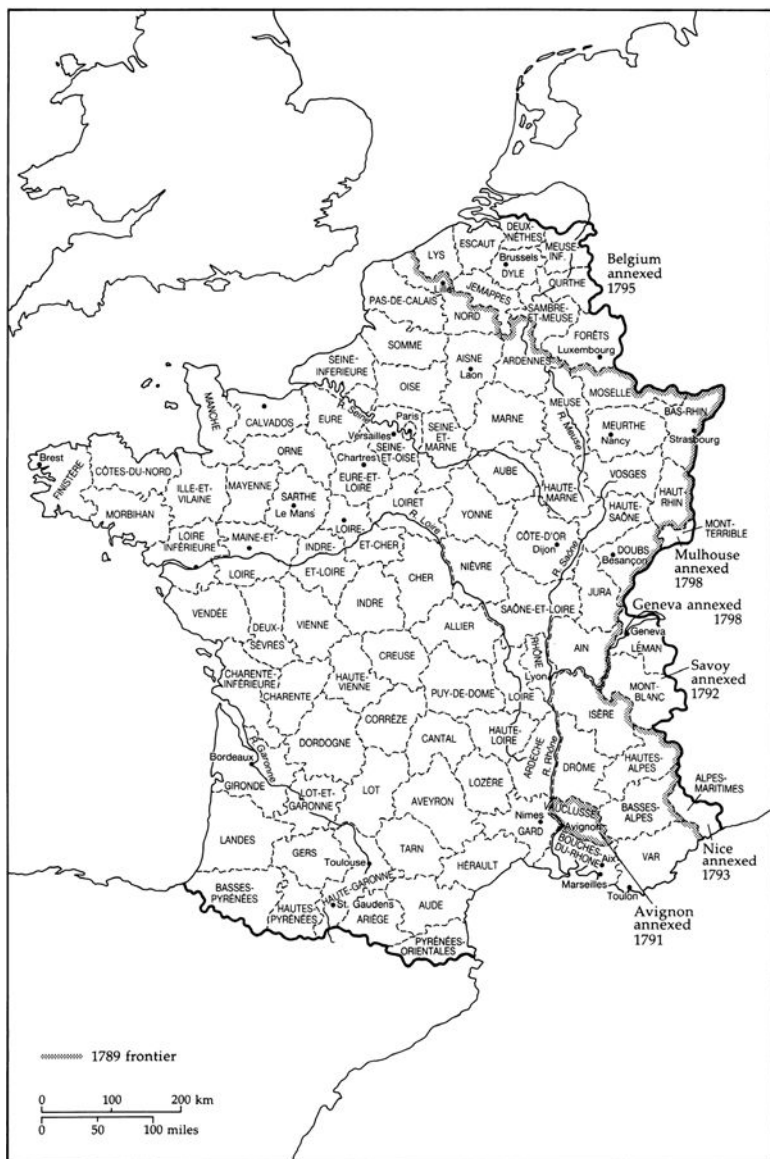 DEUX-
NÈTHES
ESCAUT
LYS
MEUSE-
INF.
Brussels
DYLE
Belgium
annexed
1795
OURTHE
JEMAPPES
Lille
PAS-DE-CALAIS
SAMBRE-
ET-MEUSE
NORD
FORÊTS
Luxembourg
SOMME
AISNE
Laon
ARDENNES
SEINE-
INFERIEURE
OISE
MOSELLE
MANCHE
CALVADOS
EURE
R. Seine
Paris
MEUSE
R. Meuse
BAS-RHIN
MARNE
MEURTHE
Nancy
Strasbourg
Versailles
SEINE-
ET-OISE
SEINE-
ET-
MARNE
Brest
FINISTÈRE
CÔTES-DU-NORD
ORNE
Chartres
EURE-ET-
LOIRE
AUBE
HAUTE-
MARNE
VOSGES
ILLE-ET-
VILAINE
MAYENNE
SARTHE
Le Mans
MORBIHAN
LOIRET
R. Loire
YONNE
HAUTE-
SAÔNE
HAUT-
RHIN
LOIRE
INFÉRIEURE
MAINE-ET-
LOIRE
LOIRE-
ET-CHER
CÔTE-D'OR
Dijon
R. Saône
DOUBS
Besançon
MONT-
TERRIBLE
Mulhouse
annexed
1798
INDRE-
ET-LOIRE
CHER
NIÈVRE
JURA
Geneva annexed
1798
VENDÉE
DEUX-
SÈVRES
VIENNE
INDRE
SAÔNE-ET-LOIRE
ALLIER
AIN
Geneva
LÉMAN
CREUSE
RHÔNE
Lyon
Savoy
annexed
1792
CHARENTE-
INFÉRIEURE
CHARENTE
HAUTE-
VIENNE
PUY-DE-DOME
LOIRE
MONT-
BLANC
ISÈRE
CORRÈZE
R. Garonne
DORDOGNE
CANTAL
HAUTE-
LOIRE
ARDECHE
R. Rhône
Bordeaux
GIRONDE
DRÔME
HAUTES-
ALPES
ALPES-
MARITIMES
LOT-ET-
GARONNE
LOT
LOZÈRE
AVEYRON
VAUCLUSSE
BASSES-
ALPES
Nimes
GARD
Avignon
LANDES
GERS
TARN
BOUCHES-
DU-RHÔNE
Aix
VAR
Nice
annexed
1793
Toulouse
HÉRAULT
Marseilles
Toulon
BASSES-
PYRÉNÉES
HAUTE-GARONNE
HAUTES-
PYRÉNÉES
St. Gaudens
ARIÈGE
AUDE
Avignon
annexed
1791
PYRÉNÉES-
ORIENTALES
1789 frontier
0 100 200 km
0 50 100 miles